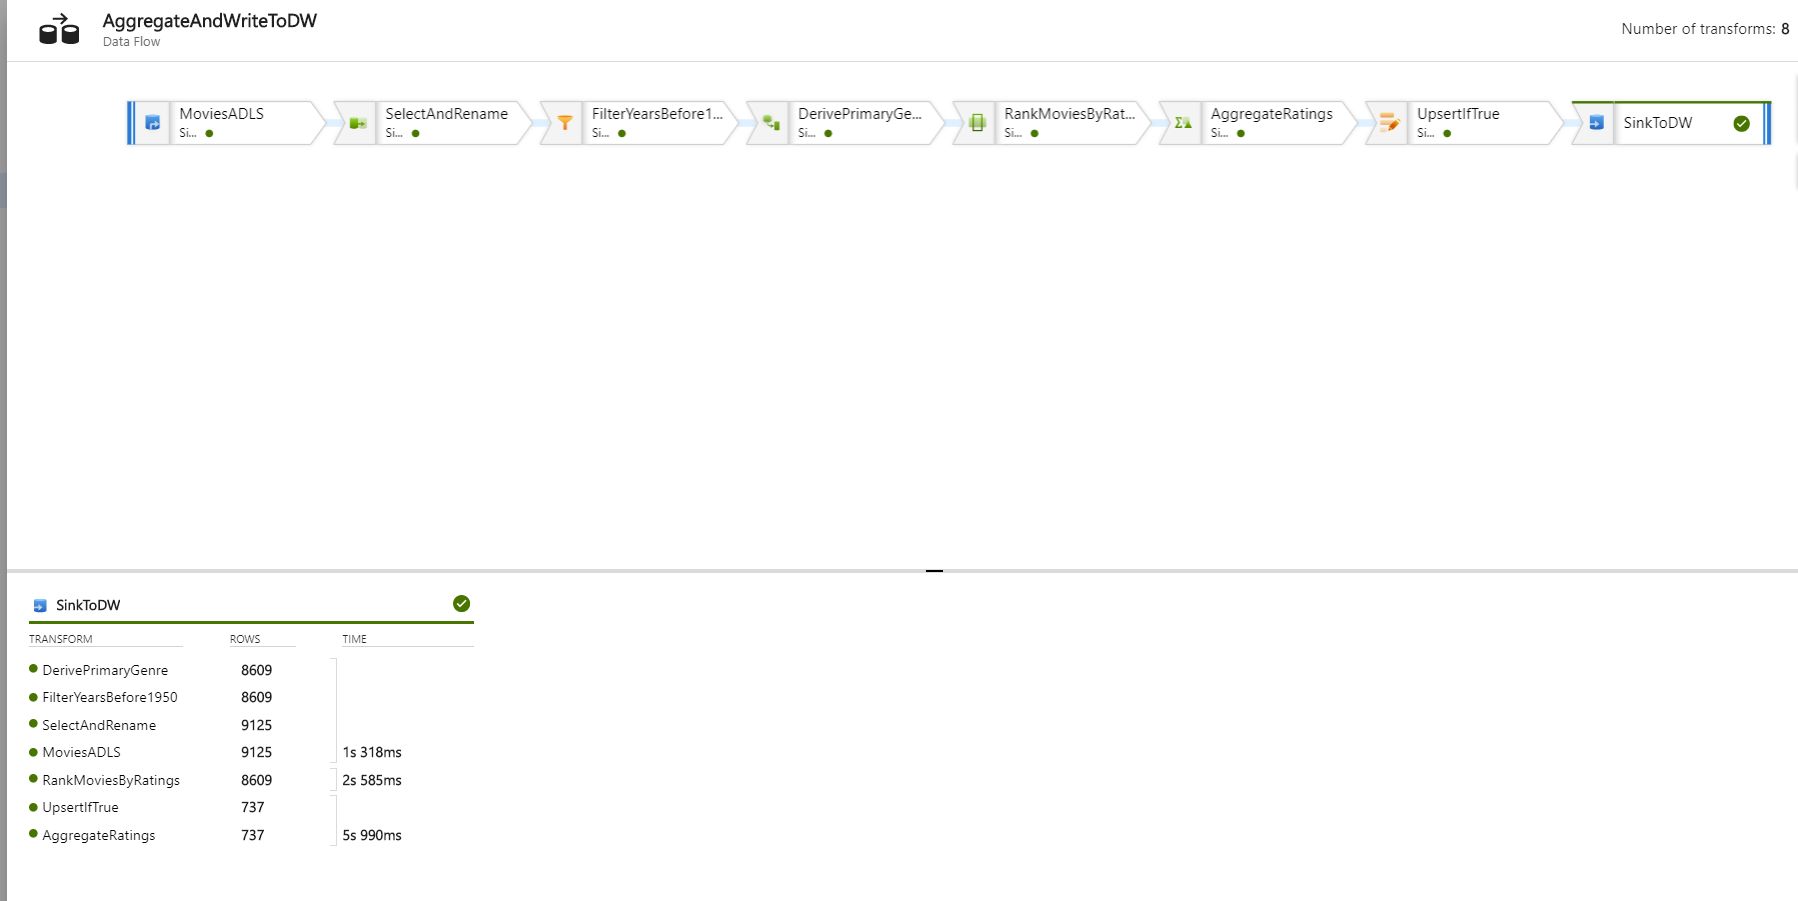 AggregateAndWriteToDW
Data Flow
Number of transforms: 8
MoviesADLS
Si...
SelectAndRename
Si...
FilterYearsBefore1...
Si...
DerivePrimaryGe...
Si...
RankMoviesByRat...
Si...
AggregateRatings
Si...
UpsertIfTrue
Si...
SinkToDW
SinkToDW
TRANSFORM ROWS TIME
DerivePrimaryGenre 8609
FilterYearsBefore1950 8609
SelectAndRename 9125
MoviesADLS 9125 1s 318ms
RankMoviesByRatings 8609 2s 585ms
UpsertIfTrue 737
AggregateRatings 737 5s 990ms